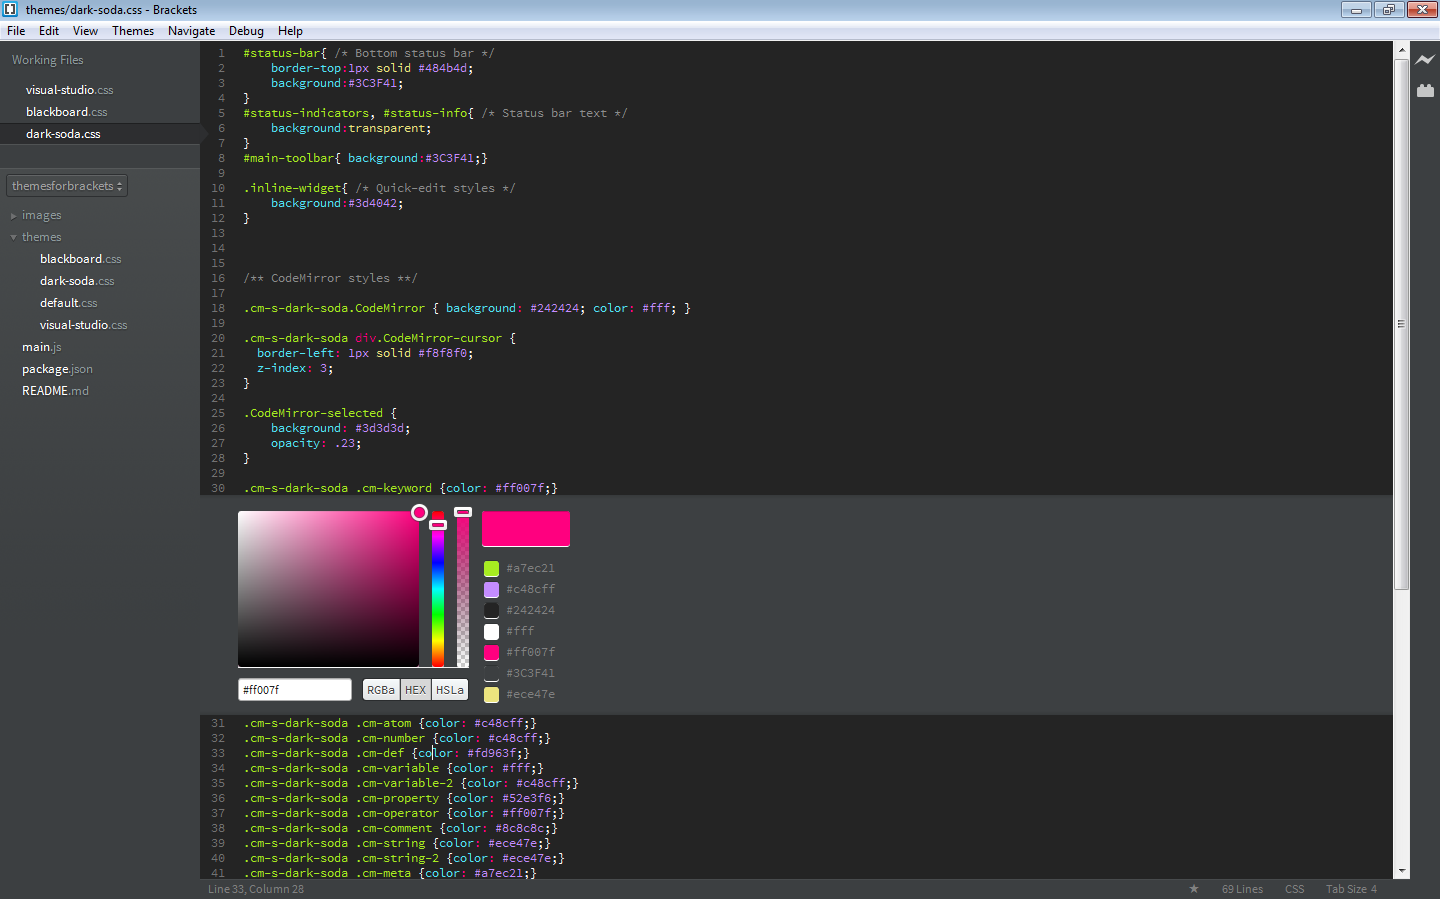 themes/dark-soda.css - Brackets
File Edit View Themes Navigate Debug Help
Working Files
visual-studio.css
blackboard.css
dark-soda.css
themesforbrackets
images
themes
blackboard.css
dark-soda.css
default.css
visual-studio.css
main.js
package.json
README.md
1 #status-bar{ /* Bottom status bar */
2 border-top:1px solid #484b4d;
3 background:#3C3F41;
4 }
5 #status-indicators, #status-info{ /* Status bar text */
6 background:transparent;
7 }
8 #main-toolbar{ background:#3C3F41;}
9
10 .inline-widget{ /* Quick-edit styles */
11 background:#3d4042;
12 }
13
14
15
16 /** CodeMirror styles **/
17
18 .cm-s-dark-soda.CodeMirror { background: #242424; color: #fff; }
19
20 .cm-s-dark-soda div.CodeMirror-cursor {
21 border-left: 1px solid #f8f8f0;
22 z-index: 3;
23 }
24
25 .CodeMirror-selected {
26 background: #3d3d3d;
27 opacity: .23;
28 }
29
30 .cm-s-dark-soda .cm-keyword {color: #ff007f;}
#a7ec21
#c48cff
#242424
#fff
#ff007f
#3C3F41
#ece47e
#ff007f
RGBa HEX HSLa
31 .cm-s-dark-soda .cm-atom {color: #c48cff;}
32 .cm-s-dark-soda .cm-number {color: #c48cff;}
33 .cm-s-dark-soda .cm-def {color: #fd963f;}
34 .cm-s-dark-soda .cm-variable {color: #fff;}
35 .cm-s-dark-soda .cm-variable-2 {color: #c48cff;}
36 .cm-s-dark-soda .cm-property {color: #52e3f6;}
37 .cm-s-dark-soda .cm-operator {color: #ff007f;}
38 .cm-s-dark-soda .cm-comment {color: #8c8c8c;}
39 .cm-s-dark-soda .cm-string {color: #ece47e;}
40 .cm-s-dark-soda .cm-string-2 {color: #ece47e;}
41 .cm-s-dark-soda .cm-meta {color: #a7ec21;}
Line 33, Column 28
69 Lines CSS Tab Size 4